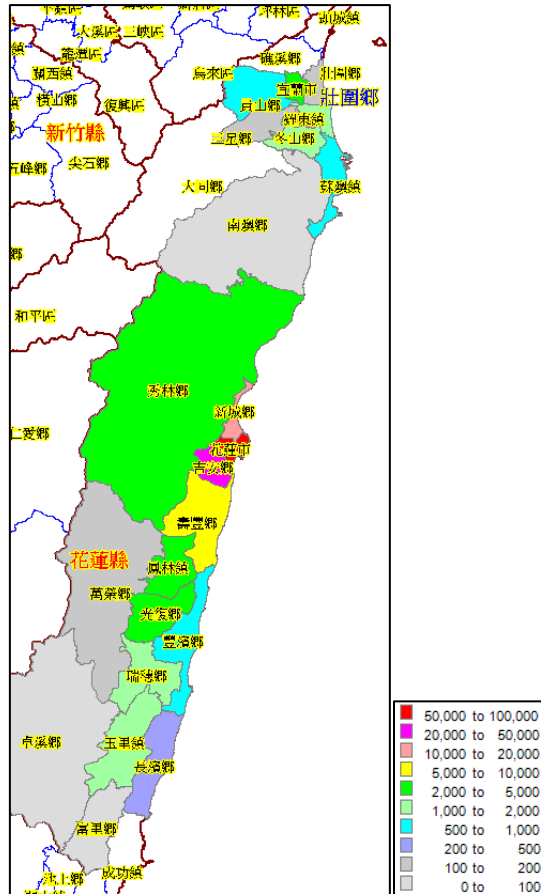 大溪區
三峽區
坪林區
頭城鎮
龍潭區
礁溪鄉
關西鎮
烏來區
壯圍鄉
宜蘭市
橫山鄉
復興區
員山鄉
壯圍鄉
新竹縣
羅東鎮
三星鄉
冬山鄉
五峰鄉
尖石鄉
大同鄉
蘇澳鎮
南澳鄉
和平區
秀林鄉
新城鄉
仁愛鄉
花蓮市
吉安鄉
壽豐鄉
花蓮縣
鳳林鎮
萬榮鄉
光復鄉
豐濱鄉
瑞穗鄉
卓溪鄉
玉里鎮
長濱鄉
富里鄉
成功鎮
池上鄉
50,000 to 100,000
20,000 to 50,000
10,000 to 20,000
5,000 to 10,000
2,000 to 5,000
1,000 to 2,000
500 to 1,000
200 to 500
100 to 200
0 to 100